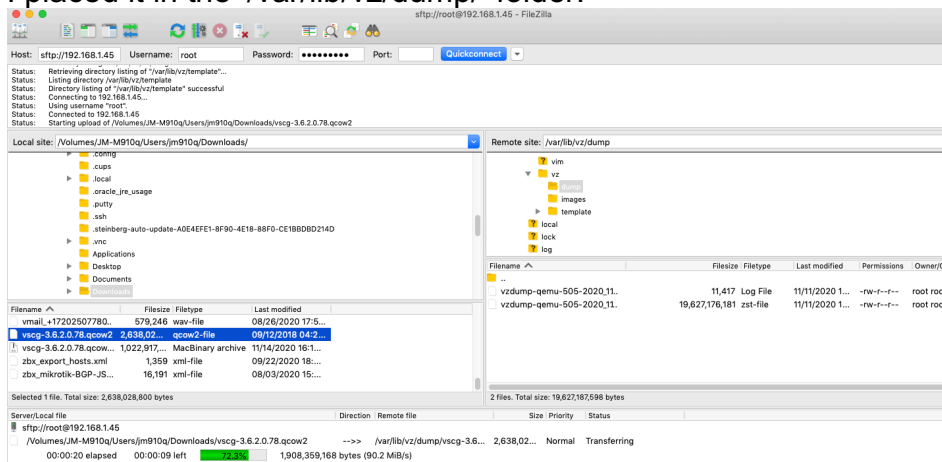 I placed it in the "/var/lib/vz/dump/" folder.
sftp://root@192.168.1.45 - FileZilla
Host: sftp://192.168.1.45 Username: root Password: ●●●●●●●●● Port: Quickconnect
Status: Retrieving directory listing of "/var/lib/vz/template"...
Status: Listing directory /var/lib/vz/template
Status: Directory listing of "/var/lib/vz/template" successful
Status: Connecting to 192.168.1.45...
Status: Using username "root".
Status: Connected to 192.168.1.45
Status: Starting upload of /Volumes/JM-M910q/Users/jm910q/Downloads/vscg-3.6.2.0.78.qcow2
Local site: /Volumes/JM-M910q/Users/jm910q/Downloads/
.config
.cups
.local
.oracle_jre_usage
.putty
.ssh
.steinberg-auto-update-A0E4EFE1-8F90-4E18-88F0-CE1BBDBD214D
.vnc
Applications
Desktop
Documents
Downloads
Filename Filesize Filetype Last modified
vmail_+17202507780.. 579,246 wav-file 08/26/2020 17:5...
vscg-3.6.2.0.78.qcow2 2,638,02... qcow2-file 09/12/2018 04:2...
vscg-3.6.2.0.78.qcow... 1,022,917,... MacBinary archive 11/14/2020 16:1...
zbx_export_hosts.xml 1,359 xml-file 09/22/2020 18:...
zbx_mikrotik-BGP-JS... 16,191 xml-file 08/03/2020 15:...
Selected 1 file. Total size: 2,638,028,800 bytes
Remote site: /var/lib/vz/dump
vim
vz
dump
images
template
local
lock
log
Filename Filesize Filetype Last modified Permissions Owner/G
..
vzdump-qemu-505-2020_11.. 11,417 Log File 11/11/2020 1... -rw-r--r-- root roo
vzdump-qemu-505-2020_11.. 19,627,176,181 zst-file 11/11/2020 1... -rw-r--r-- root roo
2 files. Total size: 19,627,187,598 bytes
Server/Local file Direction Remote file Size Priority Status
sftp://root@192.168.1.45
/Volumes/JM-M910q/Users/jm910q/Downloads/vscg-3.6.2.0.78.qcow2 -->> /var/lib/vz/dump/vscg-3.6... 2,638,02... Normal Transferring
00:00:20 elapsed 00:00:09 left 72.3% 1,908,359,168 bytes (90.2 MiB/s)